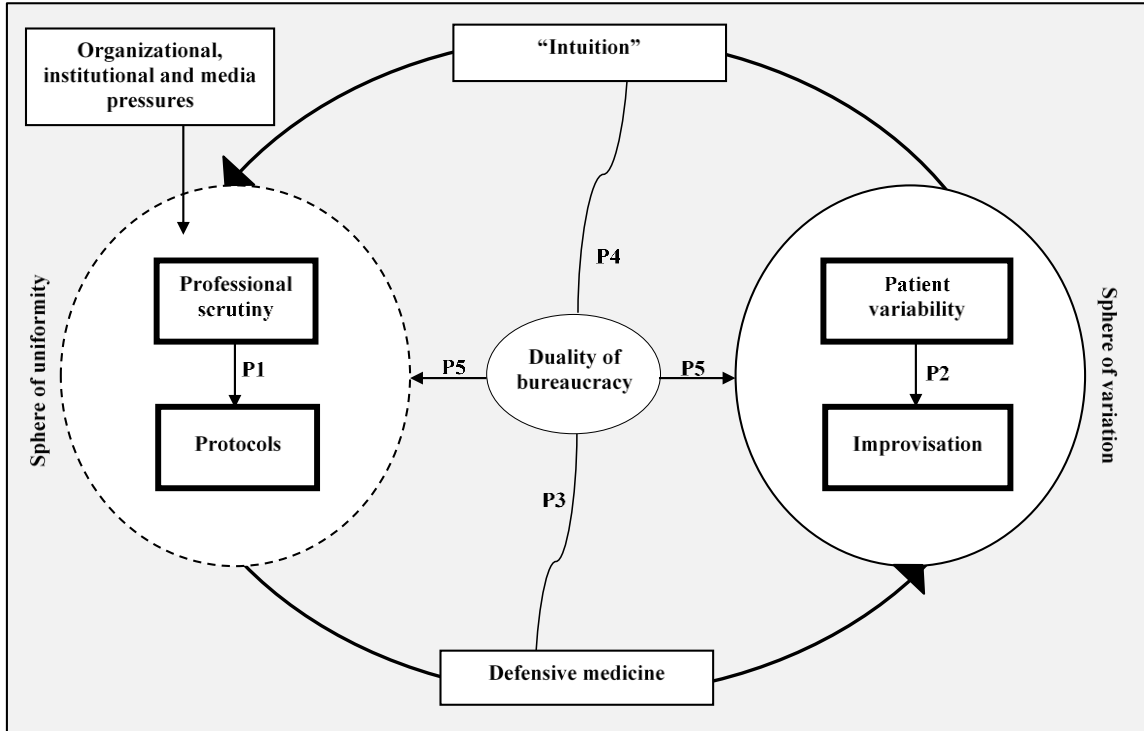 Organizational,
institutional and media
pressures
“Intuition”
Sphere of uniformity
Professional
scrutiny
P1
Protocols
P4
P5
Duality of
bureaucracy
P5
P3
Patient
variability
P2
Improvisation
Sphere of variation
Defensive medicine